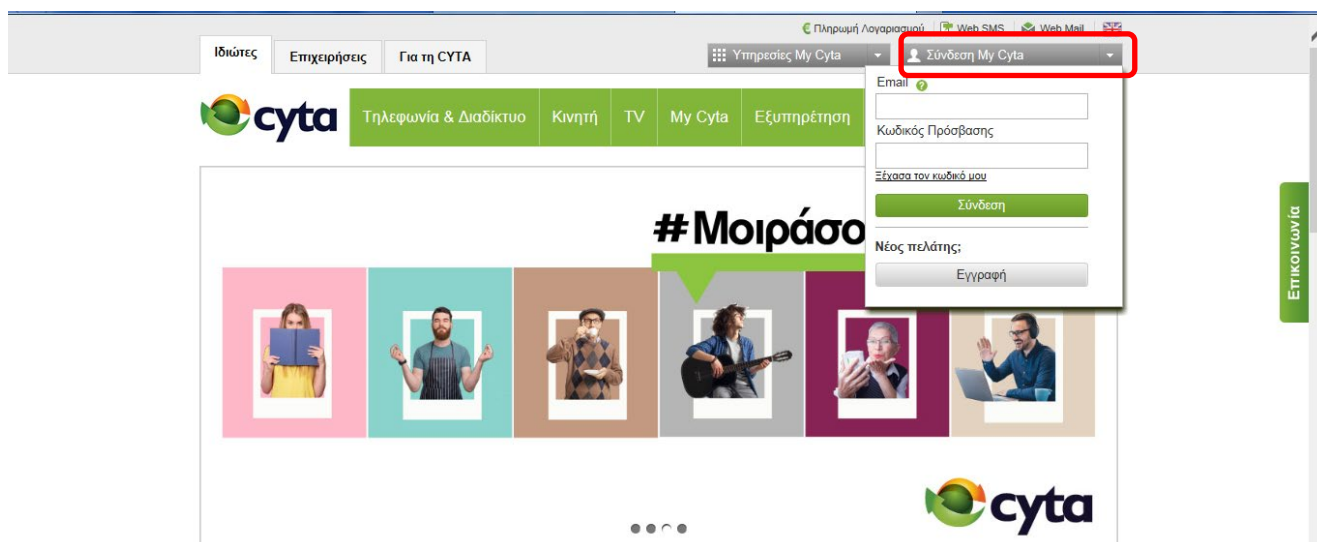 € Πληρωμή Λογαριασμού Web SMS Web Mail
Ιδιώτες Επιχειρήσεις Για τη CYTA Υπηρεσίες My Cyta Σύνδεση My Cyta
cyta Τηλεφωνία & Διαδίκτυο Κινητή TV My Cyta Εξυπηρέτηση
Email ?
Κωδικός Πρόσβασης
Ξέχασα τον κωδικό μου
Σύνδεση
Νέος πελάτης;
Εγγραφή
#Μοιράσο
Επικοινωνία
cyta